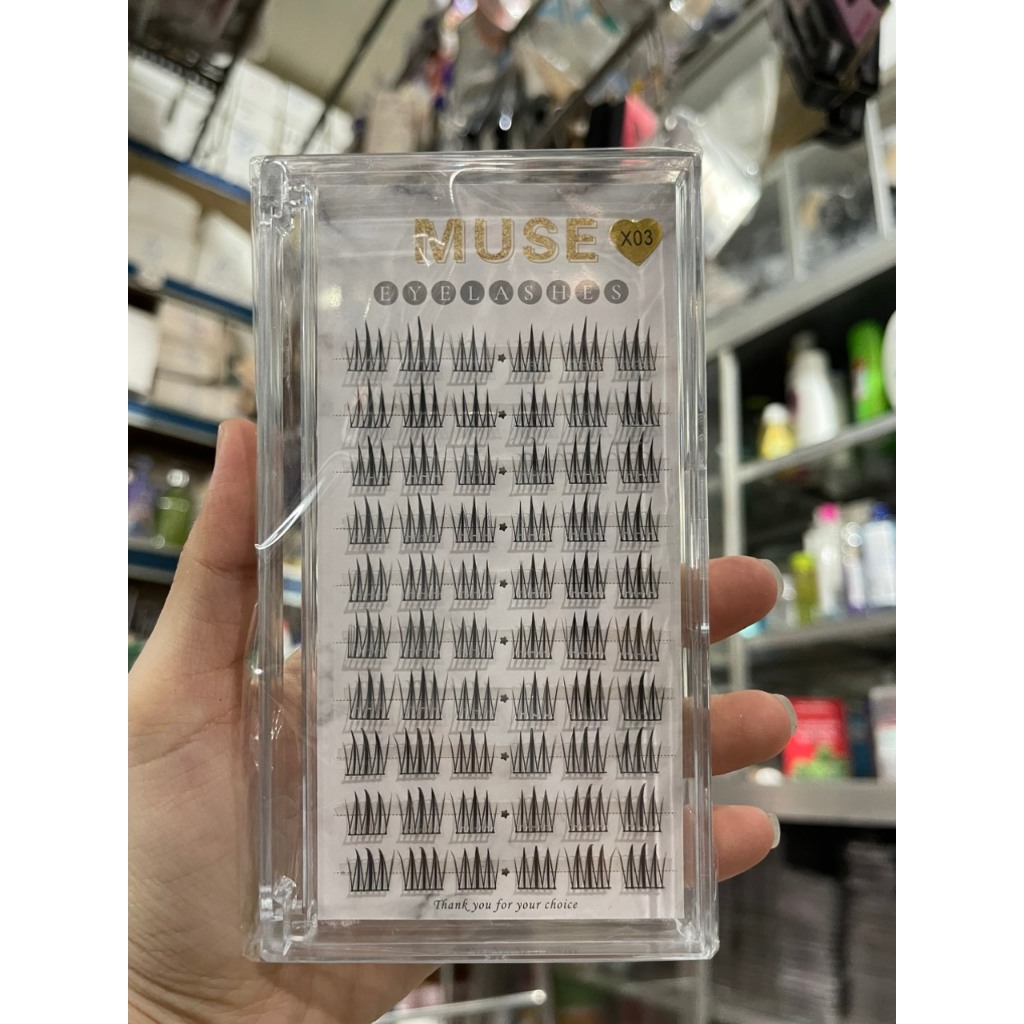 MUSE X03
EYELASHES
Thank you for your choice